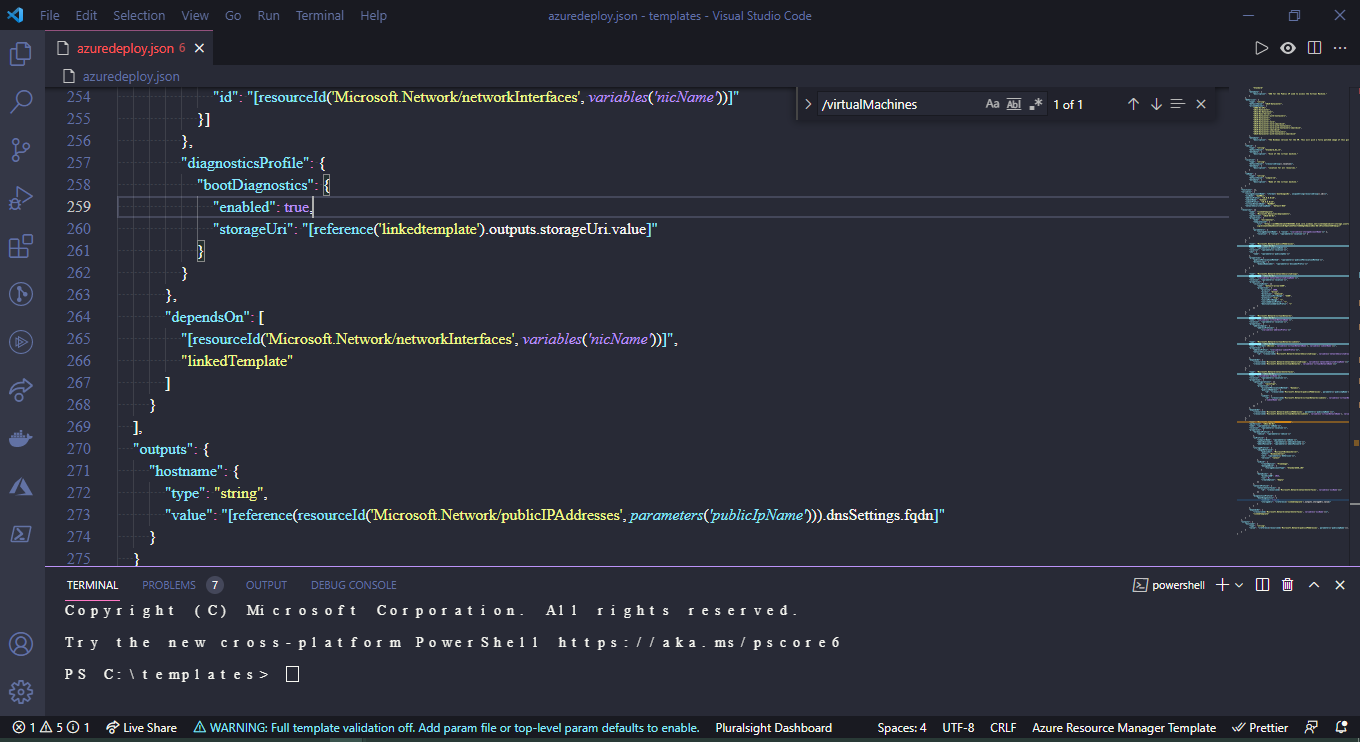 File Edit Selection View Go Run Terminal Help azuredeploy.json - templates - Visual Studio Code
azuredeploy.json 6
azuredeploy.json
/virtualMachines Aa Abl .* 1 of 1
254 "id": "[resourceId('Microsoft.Network/networkInterfaces', variables('nicName'))]"
255 }]
256 },
257 "diagnosticsProfile": {
258 "bootDiagnostics": {
259 "enabled": true,
260 "storageUri": "[reference('linkedtemplate').outputs.storageUri.value]"
261 }
262 }
263 },
264 "dependsOn": [
265 "[resourceId('Microsoft.Network/networkInterfaces', variables('nicName'))]",
266 "linkedTemplate"
267 ]
268 }
269 ],
270 "outputs": {
271 "hostname": {
272 "type": "string",
273 "value": "[reference(resourceId('Microsoft.Network/publicIPAddresses', parameters('publicIpName'))).dnsSettings.fqdn]"
274 }
275 }
TERMINAL PROBLEMS 7 OUTPUT DEBUG CONSOLE powershell
Copyright (C) Microsoft Corporation. All rights reserved.
Try the new cross-platform PowerShell https://aka.ms/pscore6
PS C:\templates>
1 5 1 Live Share WARNING: Full template validation off. Add param file or top-level param defaults to enable. Pluralsight Dashboard Spaces: 4 UTF-8 CRLF Azure Resource Manager Template Prettier